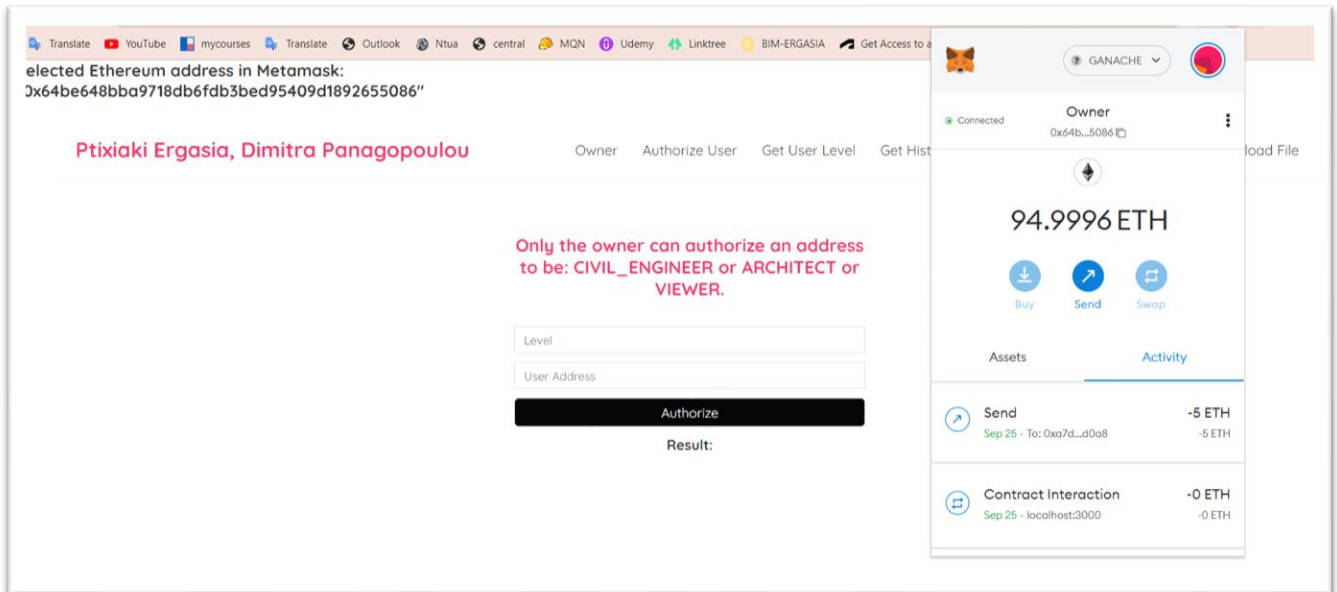 Translate YouTube mycourses Translate Outlook Ntua central MQN Udemy Linktree BIM-ERGASIA Get Access to a
elected Ethereum address in Metamask:
0x64be648bba9718db6fdb3bed95409d1892655086"
Ptixiaki Ergasia, Dimitra Panagopoulou
Owner Authorize User Get User Level Get Hist
load File
Only the owner can authorize an address
to be: CIVIL_ENGINEER or ARCHITECT or
VIEWER.
Level
User Address
Authorize
Result:
GANACHE
Connected
Owner
0x64b...5086
94.9996 ETH
Buy Send Swap
Assets Activity
Send -5 ETH
Sep 25 · To: 0xa7d...d0a8 -5 ETH
Contract Interaction -0 ETH
Sep 25 · localhost:3000 -0 ETH